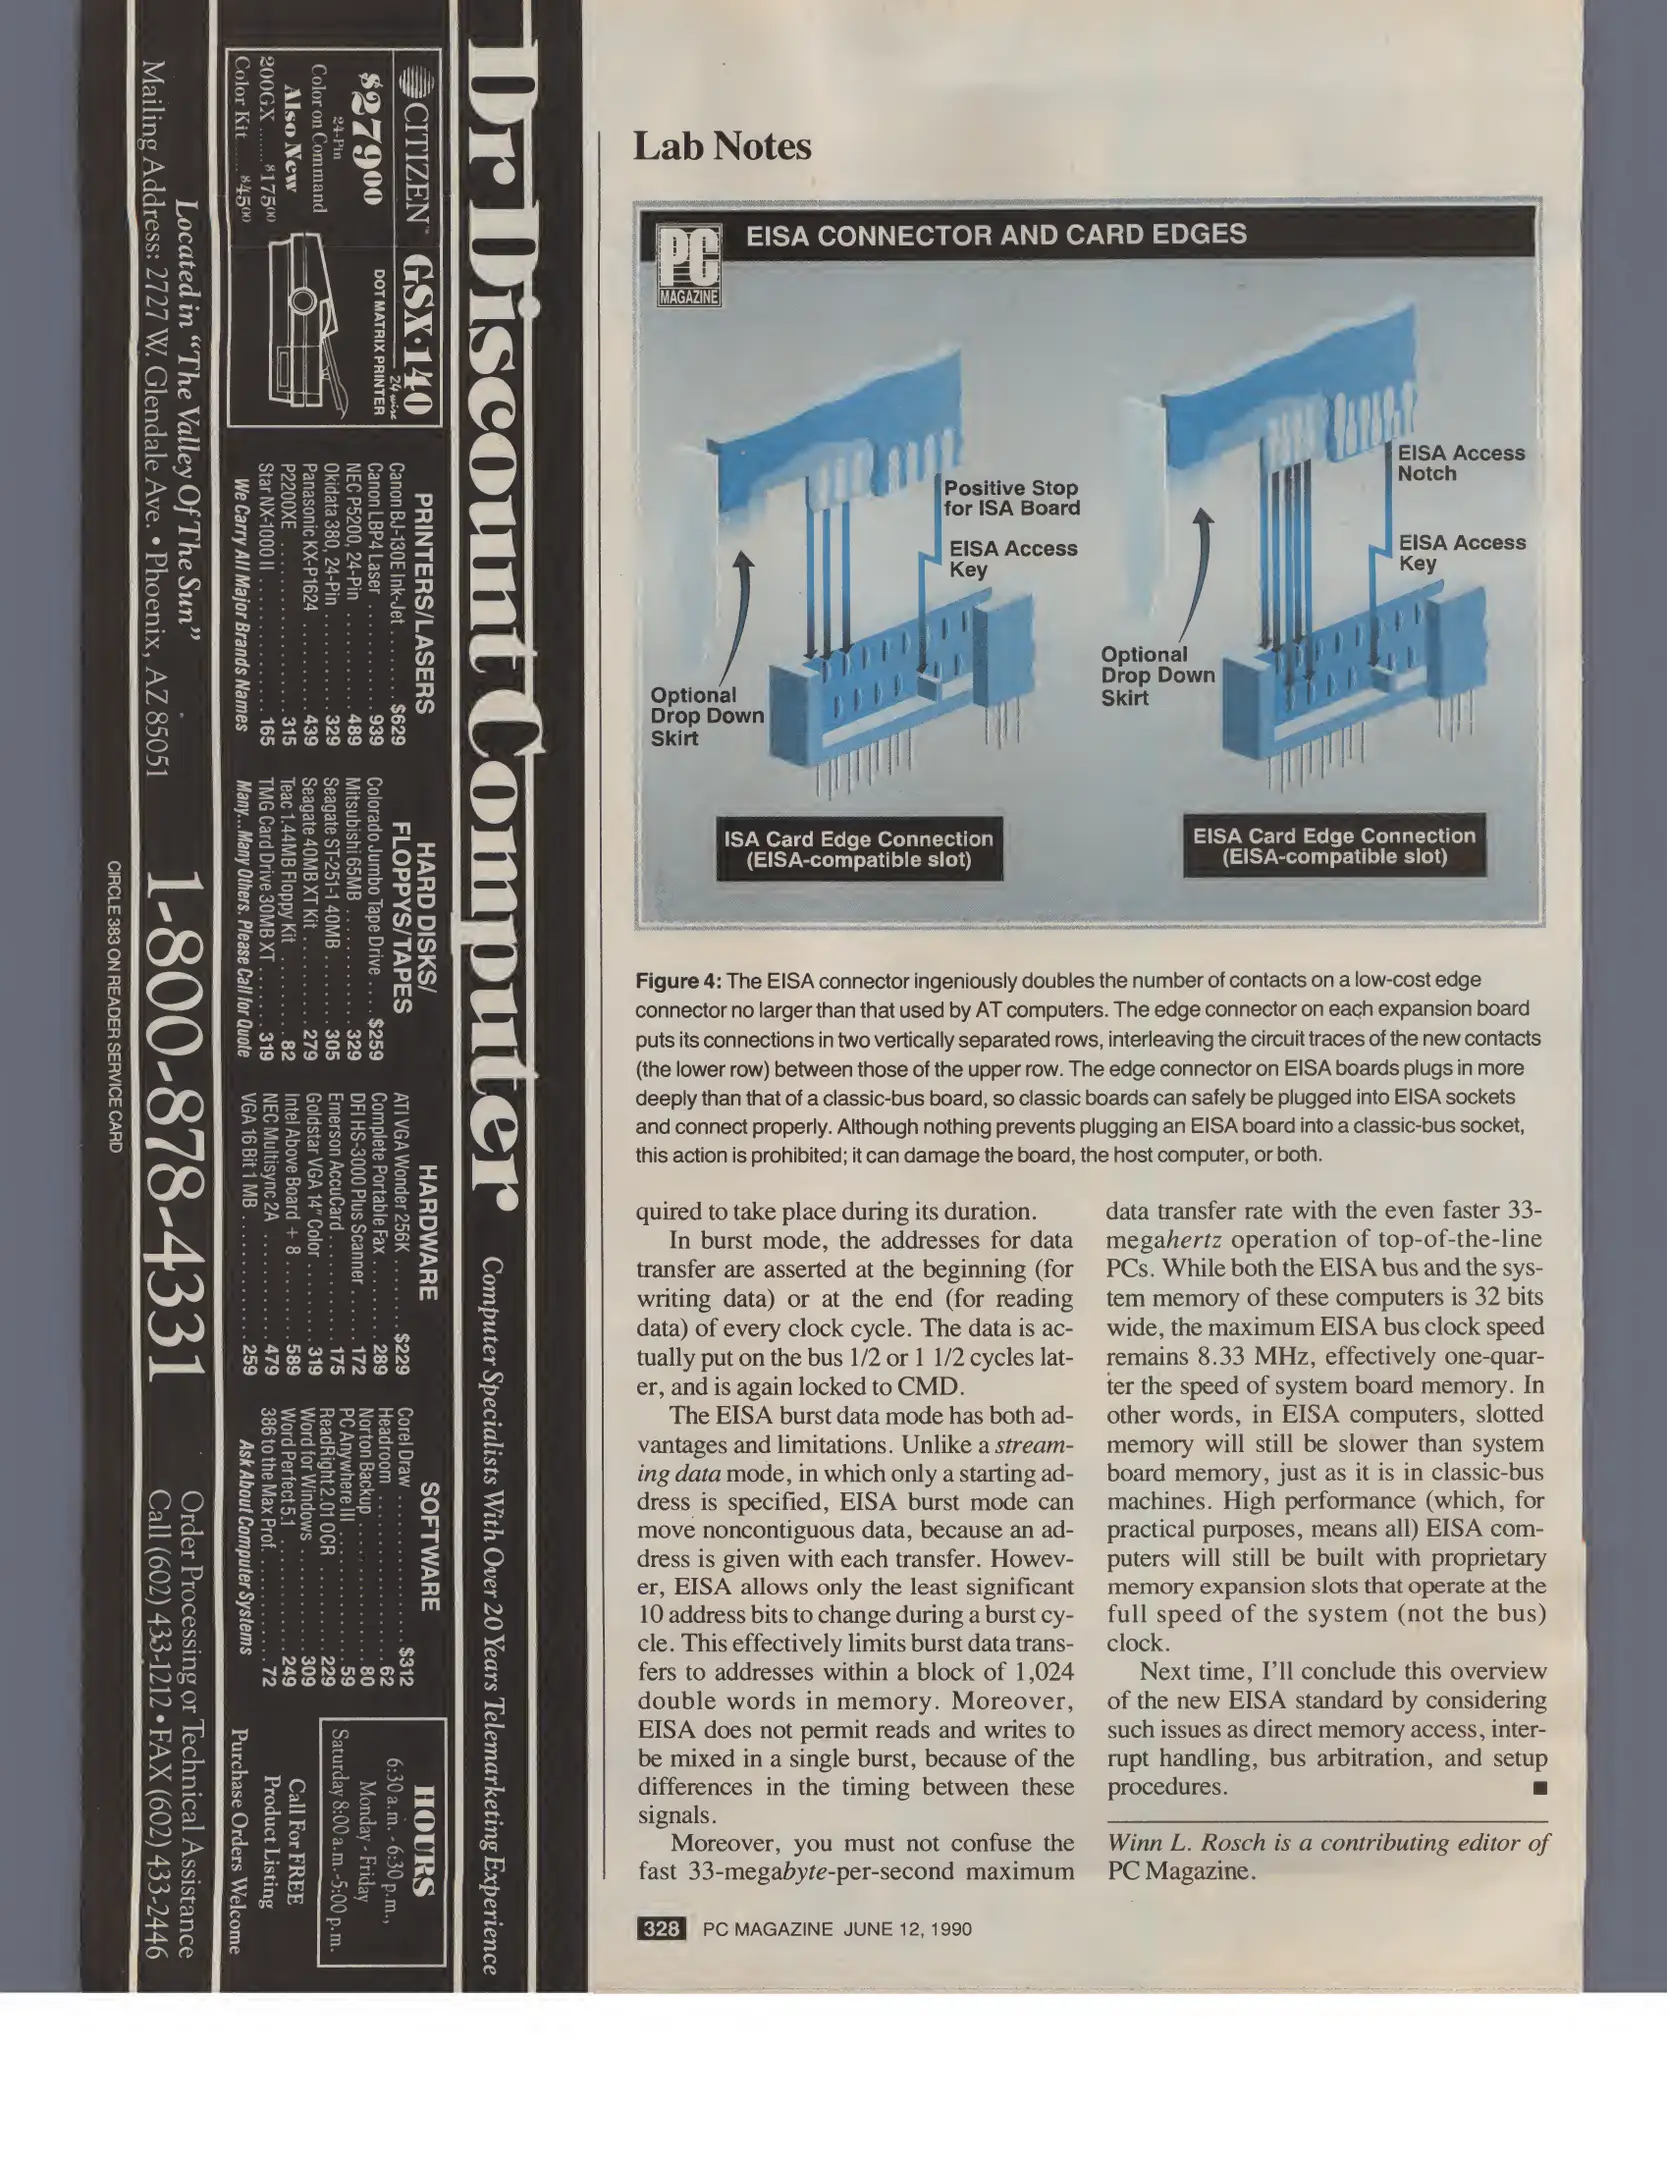 Dr Discount Computer
Computer Specialists With Over 20 Years Telemarketing Experience
CITIZEN™ GSX•140
24 wire
$279⁰⁰
DOT MATRIX PRINTER
24-Pin
Color on Command
Also New
200GX ....... $175⁰⁰
Color Kit ...... $45⁰⁰
PRINTERS/LASERS
Canon BJ-130E Ink-Jet ........ $629
Canon LBP4 Laser ........... 939
NEC P5200, 24-Pin .......... 489
Okidata 380, 24-Pin .......... 329
Panasonic KX-P1624 ........ 439
P2200XE ................... 315
Star NX-1000 II .............. 165
We Carry All Major Brands Names
HARD DISKS/
FLOPPYS/TAPES
Colorado Jumbo Tape Drive .... $259
Mitsubishi 65MB ............ 329
Seagate ST-251-1 40MB ....... 305
Seagate 40MB XT Kit ......... 279
Teac 1.44MB Floppy Kit ........ 82
TMG Card Drive 30MB XT ...... 319
Many...Many Others. Please Call for Quote
HARDWARE
ATI VGA Wonder 256K ........ $229
Complete Portable Fax ........ 289
DFI HS-3000 Plus Scanner ...... 172
Emerson AccuCard ........... 175
Goldstar VGA 14" Color ........ 319
Intel Above Board + 8 ......... 589
NEC Multisync 2A ............ 479
VGA 16 Bit 1 MB ............. 259
SOFTWARE
Corel Draw ................ $312
Headroom .................. 62
Norton Backup .............. 80
PC Anywhere III .............. 59
ReadRight 2.01 OCR .......... 229
Word for Windows ........... 309
Word Perfect 5.1 ............ 249
386 to the Max Prof. ........... 72
Ask About Computer Systems
HOURS
6:30 a.m. - 6:30 p.m.,
Monday - Friday
Saturday 8:00 a.m.-5:00 p.m.
Call For FREE
Product Listing
Purchase Orders Welcome
Located in "The Valley Of The Sun"
Mailing Address: 2727 W. Glendale Ave. • Phoenix, AZ 85051
1-800-878-4331
Order Processing or Technical Assistance
Call (602) 433-1212 • FAX (602) 433-2446
CIRCLE 383 ON READER SERVICE CARD
Lab Notes
PC
MAGAZINE
EISA CONNECTOR AND CARD EDGES
Positive Stop
for ISA Board
EISA Access
Key
Optional
Drop Down
Skirt
ISA Card Edge Connection
(EISA-compatible slot)
EISA Access
Notch
EISA Access
Key
Optional
Drop Down
Skirt
EISA Card Edge Connection
(EISA-compatible slot)
Figure 4: The EISA connector ingeniously doubles the number of contacts on a low-cost edge
connector no larger than that used by AT computers. The edge connector on each expansion board
puts its connections in two vertically separated rows, interleaving the circuit traces of the new contacts
(the lower row) between those of the upper row. The edge connector on EISA boards plugs in more
deeply than that of a classic-bus board, so classic boards can safely be plugged into EISA sockets
and connect properly. Although nothing prevents plugging an EISA board into a classic-bus socket,
this action is prohibited; it can damage the board, the host computer, or both.
quired to take place during its duration.
In burst mode, the addresses for data
transfer are asserted at the beginning (for
writing data) or at the end (for reading
data) of every clock cycle. The data is ac-
tually put on the bus 1/2 or 1 1/2 cycles lat-
er, and is again locked to CMD.
The EISA burst data mode has both ad-
vantages and limitations. Unlike a stream-
ing data mode, in which only a starting ad-
dress is specified, EISA burst mode can
move noncontiguous data, because an ad-
dress is given with each transfer. Howev-
er, EISA allows only the least significant
10 address bits to change during a burst cy-
cle. This effectively limits burst data trans-
fers to addresses within a block of 1,024
double words in memory. Moreover,
EISA does not permit reads and writes to
be mixed in a single burst, because of the
differences in the timing between these
signals.
Moreover, you must not confuse the
fast 33-megabyte-per-second maximum
data transfer rate with the even faster 33-
megahertz operation of top-of-the-line
PCs. While both the EISA bus and the sys-
tem memory of these computers is 32 bits
wide, the maximum EISA bus clock speed
remains 8.33 MHz, effectively one-quar-
ter the speed of system board memory. In
other words, in EISA computers, slotted
memory will still be slower than system
board memory, just as it is in classic-bus
machines. High performance (which, for
practical purposes, means all) EISA com-
puters will still be built with proprietary
memory expansion slots that operate at the
full speed of the system (not the bus)
clock.
Next time, I'll conclude this overview
of the new EISA standard by considering
such issues as direct memory access, inter-
rupt handling, bus arbitration, and setup
procedures. ■
Winn L. Rosch is a contributing editor of
PC Magazine.
328 PC MAGAZINE JUNE 12, 1990